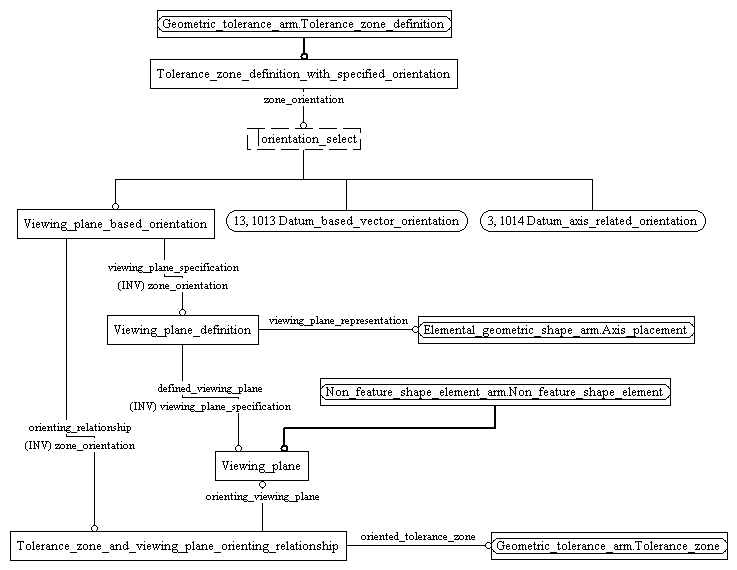 Geometric_tolerance_arm.Tolerance_zone_definition
Tolerance_zone_definition_with_specified_orientation
zone_orientation
orientation_select
Viewing_plane_based_orientation
13, 1013 Datum_based_vector_orientation
3, 1014 Datum_axis_related_orientation
viewing_plane_specification
(INV) zone_orientation
Viewing_plane_definition
viewing_plane_representation
Elemental_geometric_shape_arm.Axis_placement
defined_viewing_plane
(INV) viewing_plane_specification
Non_feature_shape_element_arm.Non_feature_shape_element
orienting_relationship
(INV) zone_orientation
Viewing_plane
orienting_viewing_plane
Tolerance_zone_and_viewing_plane_orienting_relationship
oriented_tolerance_zone
Geometric_tolerance_arm.Tolerance_zone